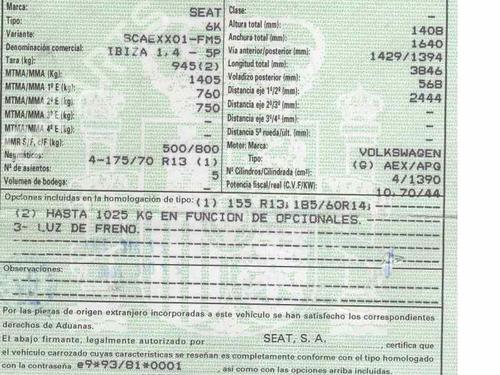 Marca: SEAT
Tipo: 6K
Variante: SCAEXX01-FM5
Denominación comercial: IBIZA 1,4 - 5P
Tara (kg): 945(2)
MTMA/MMA (Kg): 1405
MTMA/MMA 1º E (kg): 760
MTMA/MMA 2º E (kg): 750
MTMA/MMA 3º E (kg): —
MTMA/MMA 4º E (kg): —
MMR S/F, c/F (kg): 500/800
Neumáticos: 4-175/70 R13 (1)
Nº de asientos: 5
Volumen de bodega: —
Clase: —
Altura total (mm): 1408
Anchura total (mm): 1640
Vía anterior/posterior (mm): 1429/1394
Longitud total (mm): 3846
Voladizo posterior (mm): 568
Distancia eje 1º/2º (mm): 2444
Distancia eje 2º/3º (mm): —
Distancia eje 3º/4º (mm): —
Distancia 5ª rueda/últ. (mm): —
Motor: Marca: VOLKSWAGEN
Tipo: (G) AEX/APG
Nº Cilindros/Cilindrada (cm³): 4/1390
Potencia fiscal/real (C.V.F/KW): 10,70/44
Opciones incluidas en la homologación de tipo: (1) 155 R13; 185/60R14;
(2) HASTA 1025 KG EN FUNCION DE OPCIONALES.
3- LUZ DE FRENO.
Observaciones:
Por las piezas de origen extranjero incorporadas a este vehículo se han satisfecho los correspondientes
derechos de Aduanas.
El abajo firmante, legalmente autorizado por SEAT, S.A. , certifica que
el vehículo carrozado cuyas características se reseñan es completamente conforme con el tipo homologado
con la contraseña e9*93/81*0001 , así como con las opciones arriba incluidas.